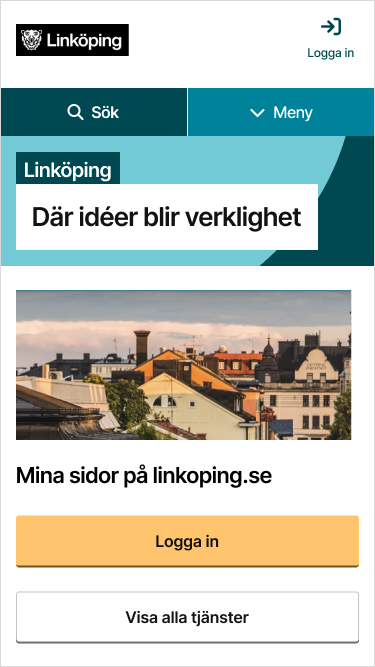 Linköping
Logga in
Sök
Meny
Linköping
Där idéer blir verklighet
Mina sidor på linkoping.se
Logga in
Visa alla tjänster